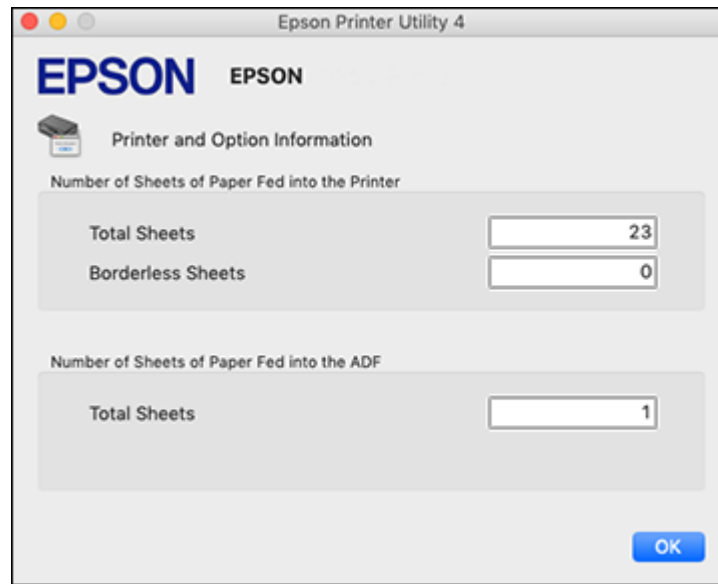 Epson Printer Utility 4
EPSON EPSON
Printer and Option Information
Number of Sheets of Paper Fed into the Printer
Total Sheets 23
Borderless Sheets 0
Number of Sheets of Paper Fed into the ADF
Total Sheets 1
OK